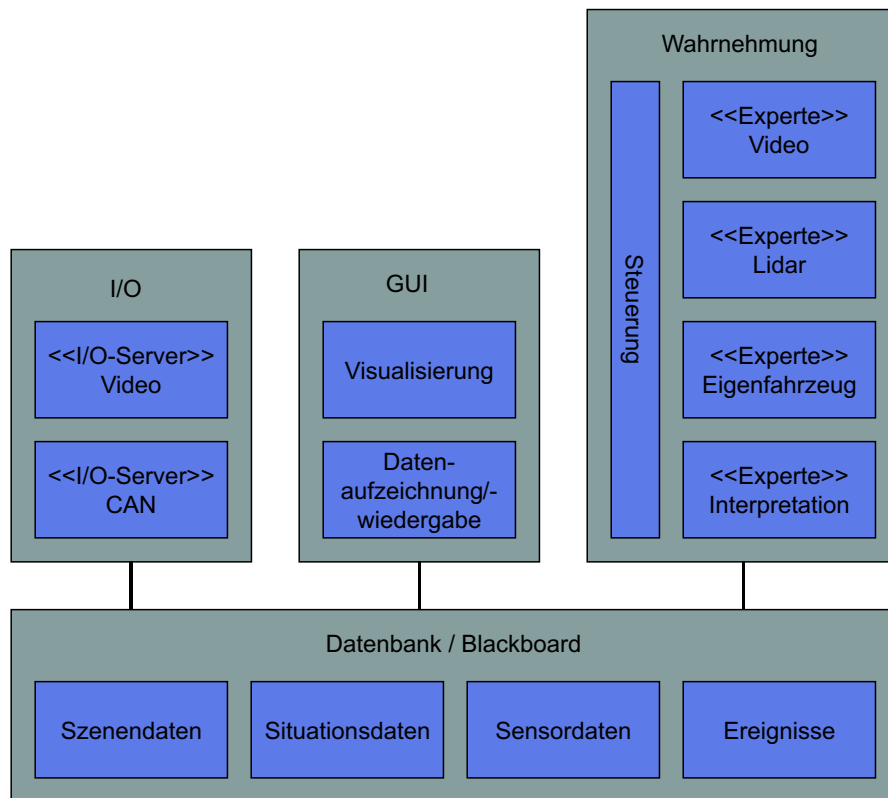 Wahrnehmung
Steuerung
<<Experte>>
Video
<<Experte>>
Lidar
<<Experte>>
Eigenfahrzeug
<<Experte>>
Interpretation
I/O
<<I/O-Server>>
Video
<<I/O-Server>>
CAN
GUI
Visualisierung
Daten-
aufzeichnung/-
wiedergabe
Datenbank / Blackboard
Szenendaten
Situationsdaten
Sensordaten
Ereignisse